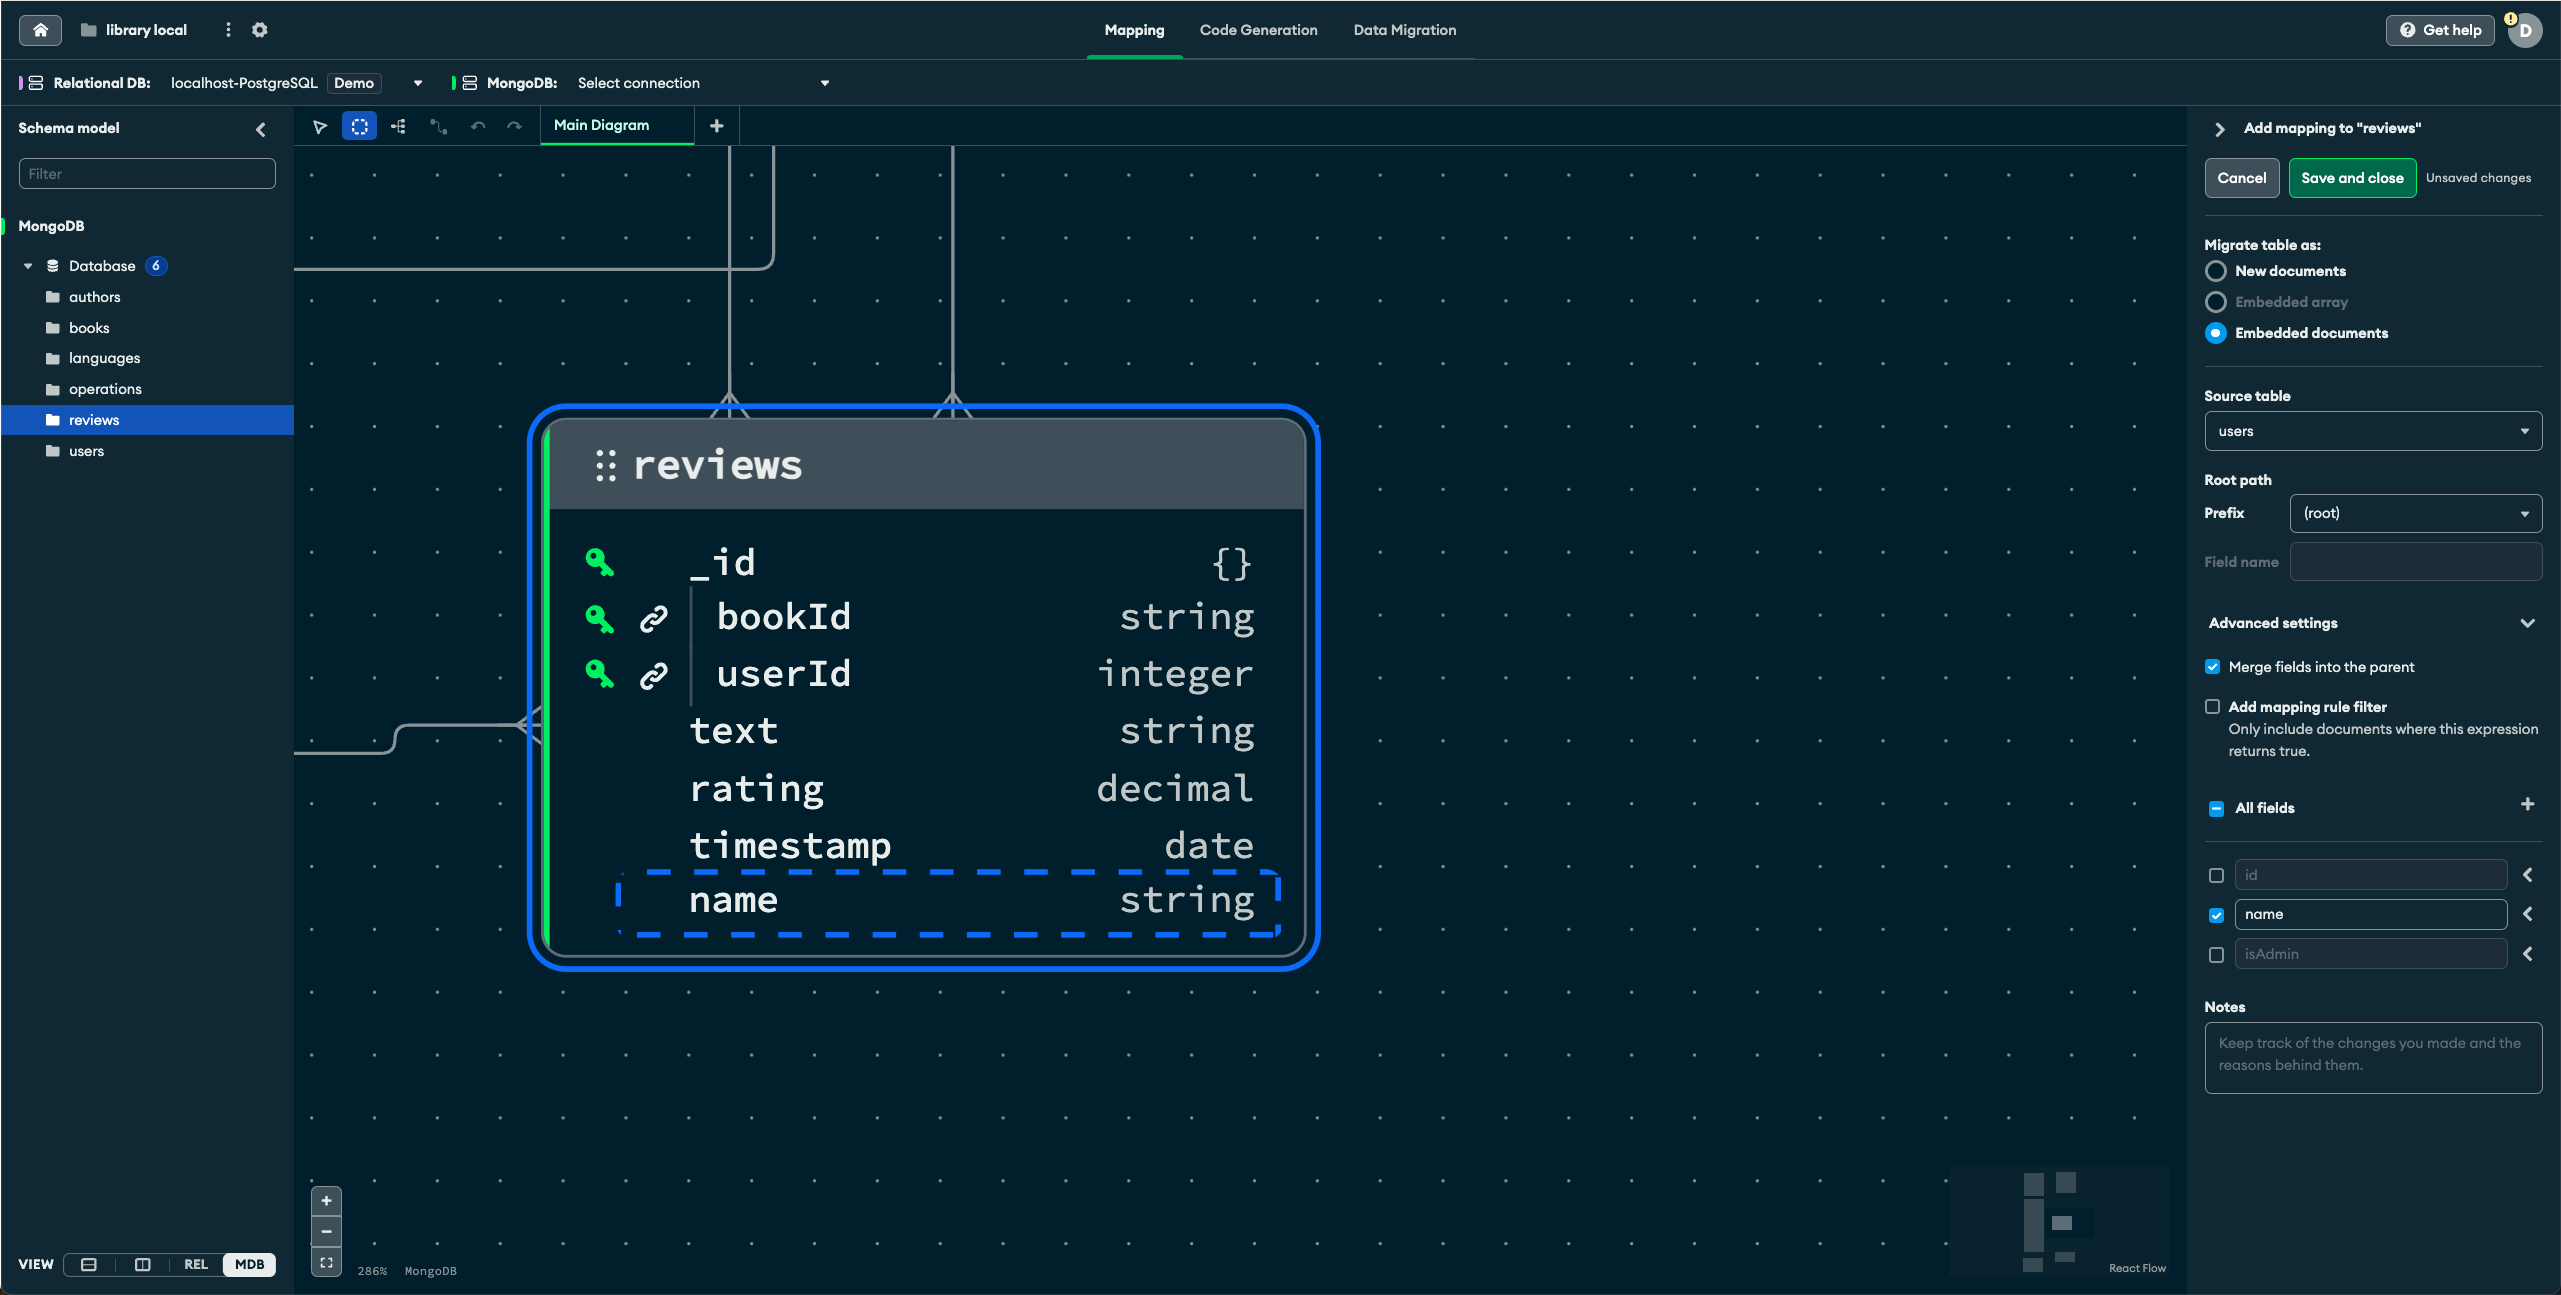 library local
Mapping
Code Generation
Data Migration
Get help
D
Relational DB: localhost-PostgreSQL Demo
MongoDB: Select connection
Schema model
Filter
MongoDB
Database 6
authors
books
languages
operations
reviews
users
Main Diagram
reviews
_id {}
bookId string
userId integer
text string
rating decimal
timestamp date
name string
VIEW REL MDB
286% MongoDB
React Flow
Add mapping to "reviews"
Cancel Save and close Unsaved changes
Migrate table as:
New documents
Embedded array
Embedded documents
Source table
users
Root path
Prefix (root)
Field name
Advanced settings
Merge fields into the parent
Add mapping rule filter
Only include documents where this expression
returns true.
All fields
id
name
isAdmin
Notes
Keep track of the changes you made and the
reasons behind them.